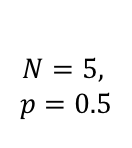 N = 5,
p = 0.5